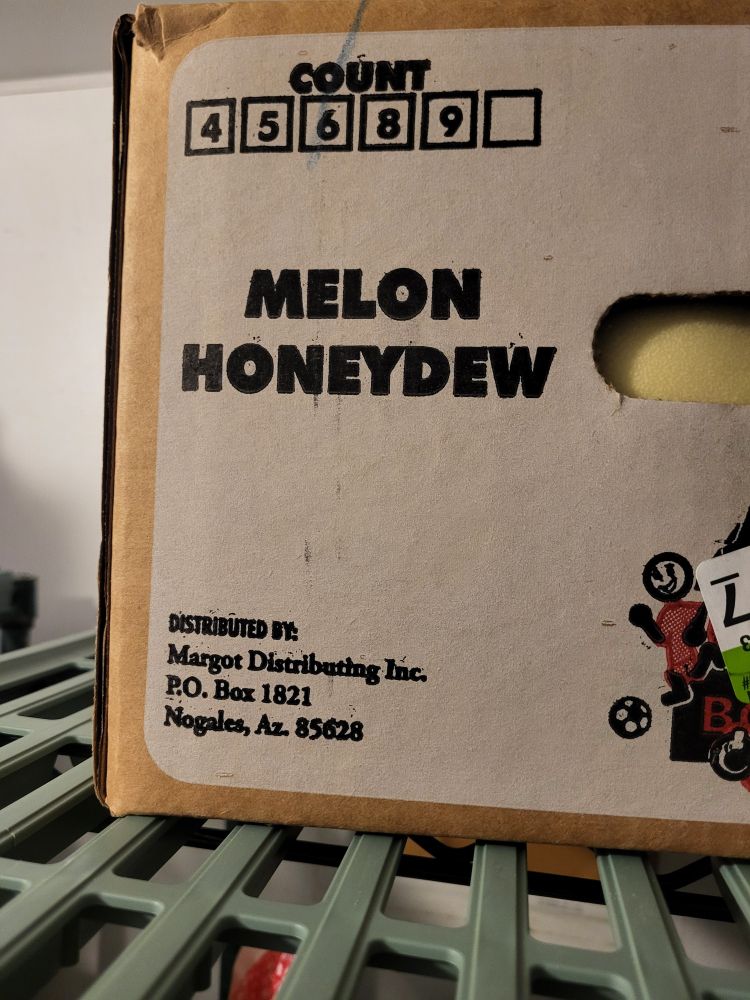 COUNT
4 5 6 8 9
MELON
HONEYDEW
DISTRIBUTED BY:
Margot Distributing Inc.
P.O. Box 1821
Nogales, Az. 85628